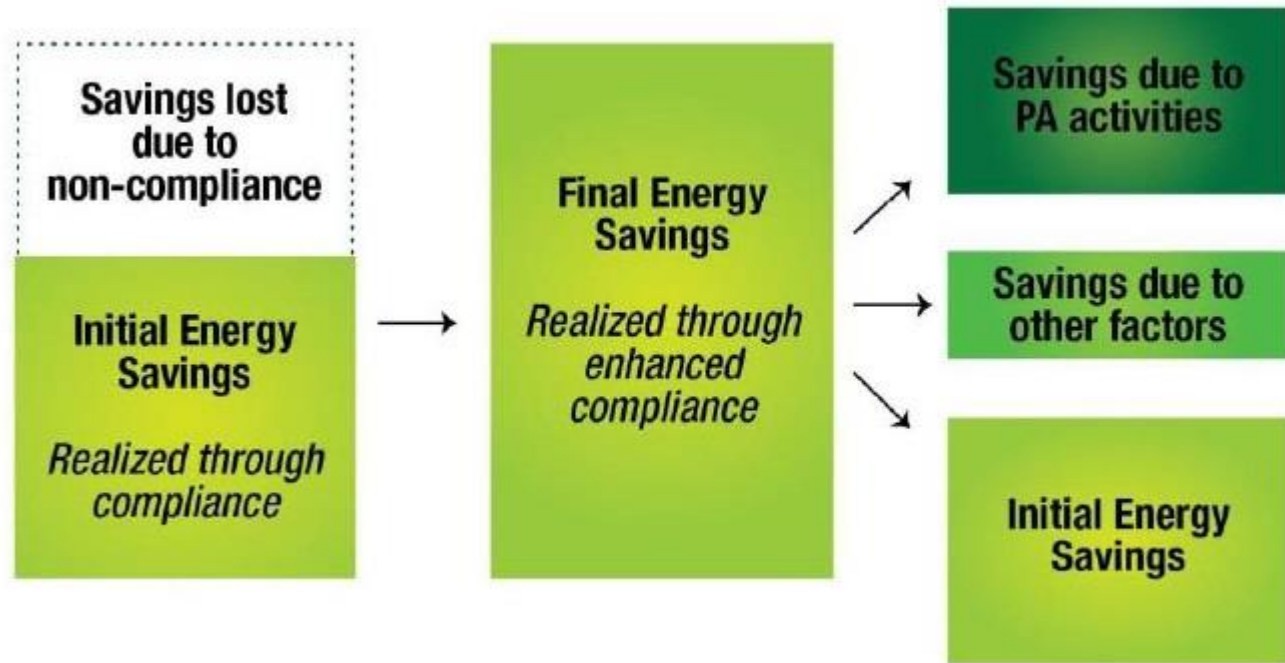 Savings lost
due to
non-compliance
Initial Energy
Savings
Realized through
compliance
Final Energy
Savings
Realized through
enhanced
compliance
Savings due to
PA activities
Savings due to
other factors
Initial Energy
Savings